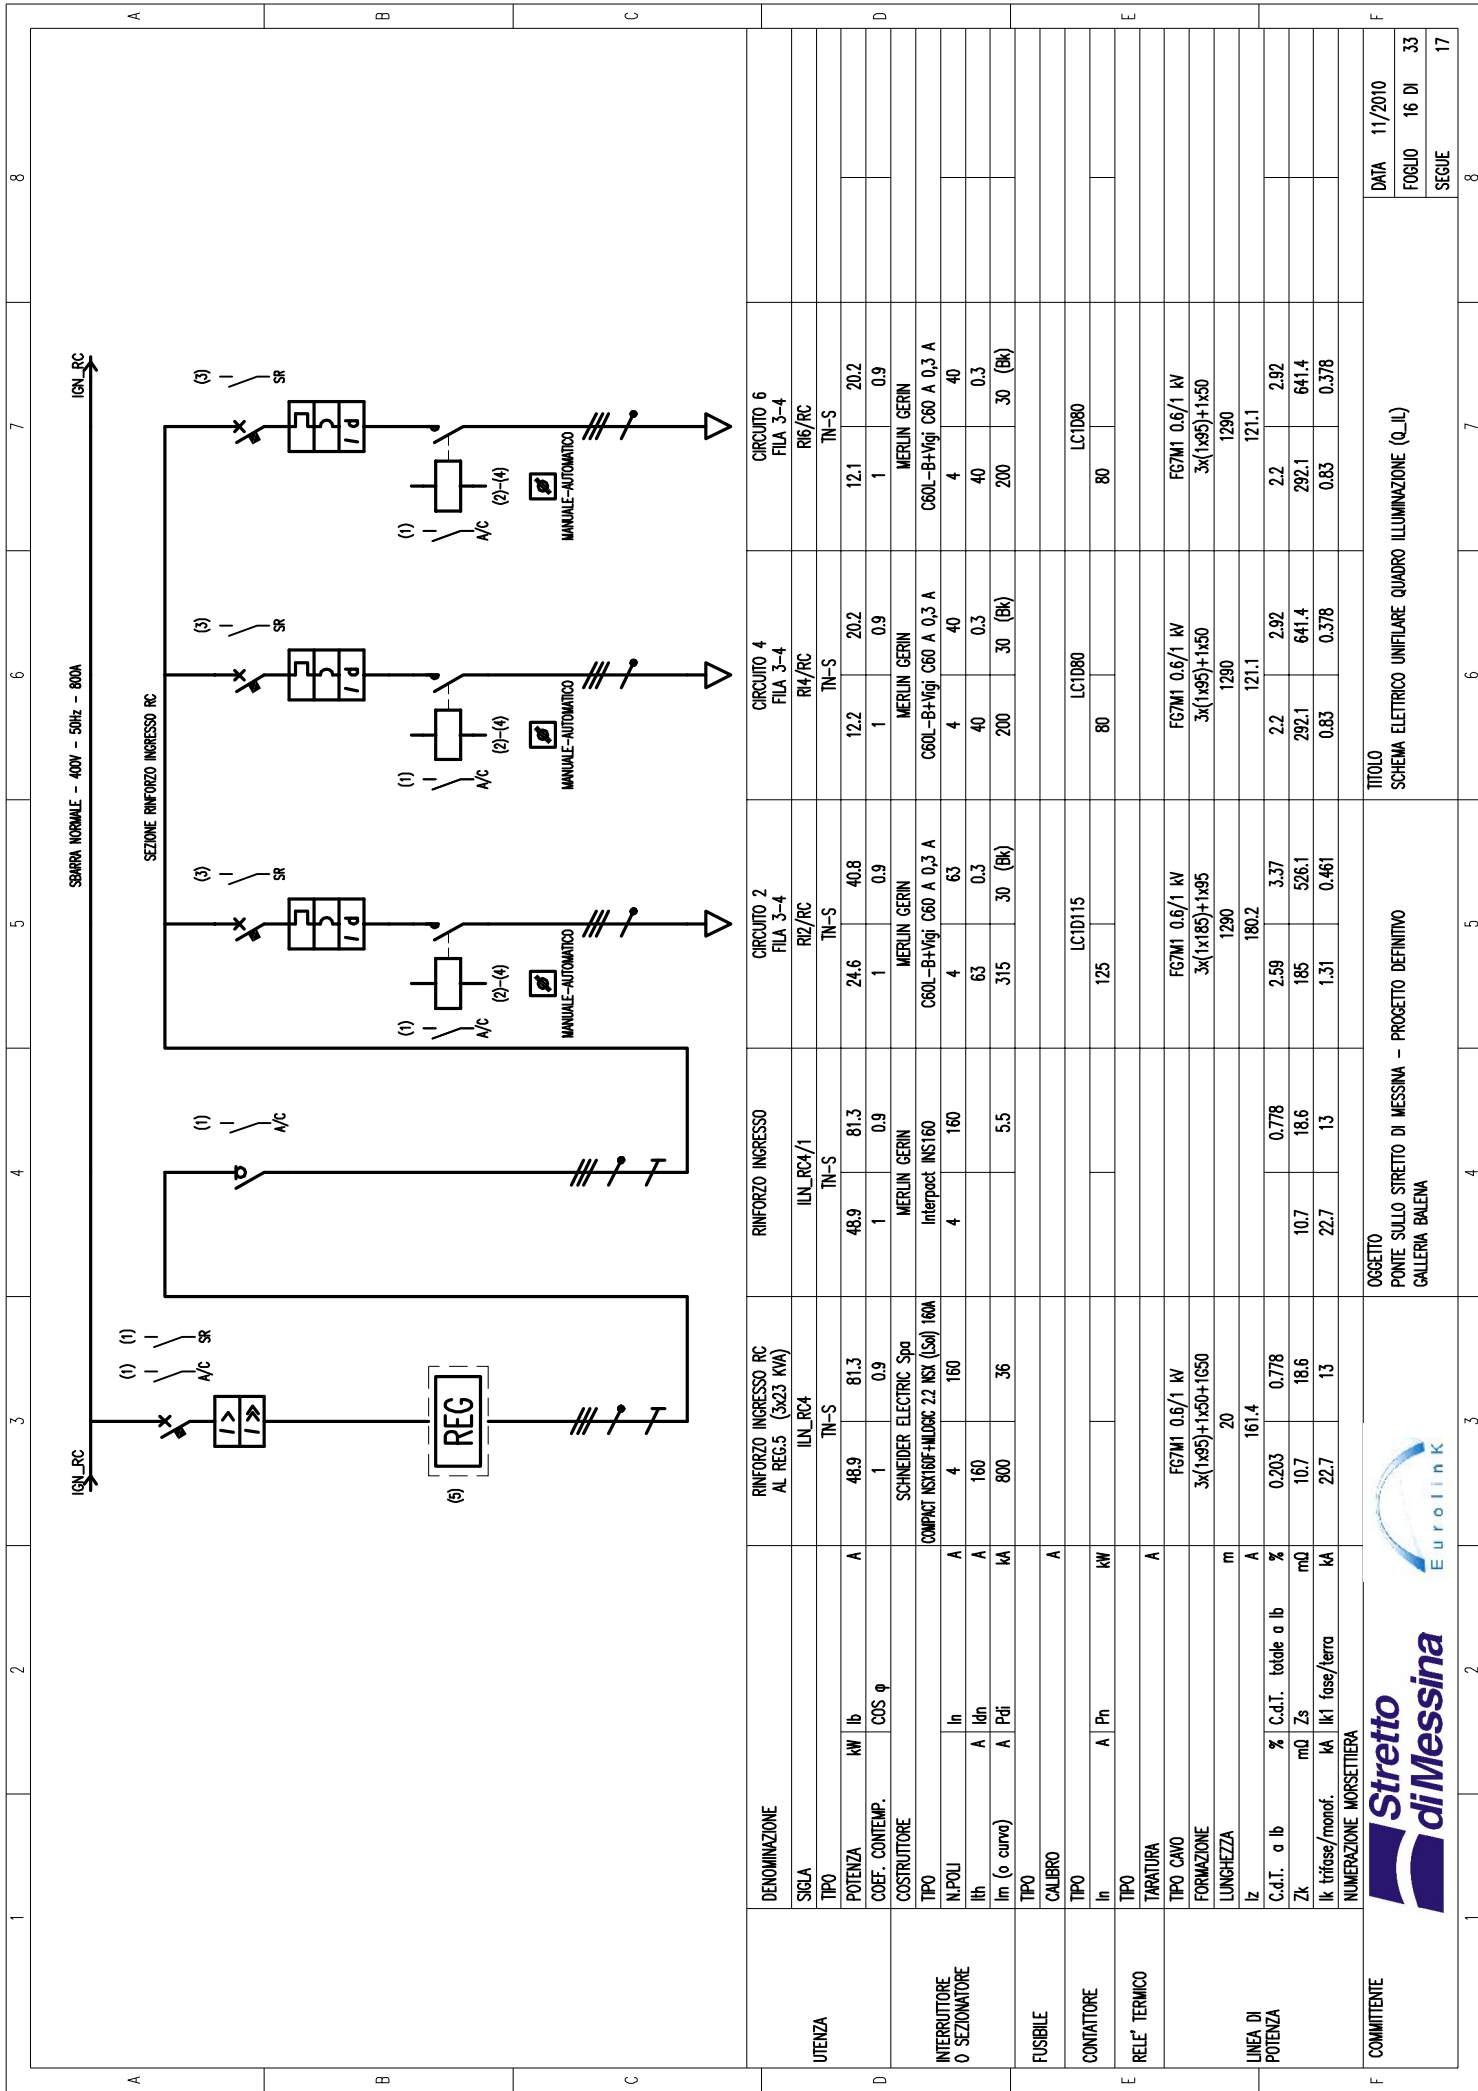 1 2 3 4 5 6 7 8
A
B
C
D
E
F
IGN_RC
SBARRA NORMALE - 400V - 50Hz - 800A
IGN_RC
SEZIONE RINFORZO INGRESSO RC
(1) (1)
A/C SR
I >
I >>
REG
(5)
(1)
A/C
(3)
SR
I d
(1)
A/C
(2)-(4)
MANUALE-AUTOMATICO
(3)
SR
I d
(1)
A/C
(2)-(4)
MANUALE-AUTOMATICO
(3)
SR
I d
(1)
A/C
(2)-(4)
MANUALE-AUTOMATICO
UTENZA
DENOMINAZIONE RINFORZO INGRESSO RC RINFORZO INGRESSO CIRCUITO 2 CIRCUITO 4 CIRCUITO 6
AL REG.5 (3x23 KVA) FILA 3-4 FILA 3-4 FILA 3-4
SIGLA ILN_RC4 ILN_RC4/1 RI2/RC RI4/RC RI6/RC
TIPO TN-S TN-S TN-S TN-S TN-S
POTENZA kW Ib A 48.9 81.3 48.9 81.3 24.6 40.8 12.2 20.2 12.1 20.2
COEF. CONTEMP. COS φ 1 0.9 1 0.9 1 0.9 1 0.9 1 0.9
INTERRUTTORE
O SEZIONATORE
COSTRUTTORE SCHNEIDER ELECTRIC Spa MERLIN GERIN MERLIN GERIN MERLIN GERIN MERLIN GERIN
TIPO COMPACT NSX160F+MLOGIC 2.2 NSX (LSoI) 160A Interpact INS160 C60L-B+Vigi C60 A 0,3 A C60L-B+Vigi C60 A 0,3 A C60L-B+Vigi C60 A 0,3 A
N.POLI In A 4 160 4 160 4 63 4 40 4 40
Ith A Idn A 160 63 0.3 40 0.3 40 0.3
Im (o curva) A Pdi kA 800 36 5.5 315 30 (Bk) 200 30 (Bk) 200 30 (Bk)
FUSIBILE
TIPO
CALIBRO A
CONTATTORE
TIPO LC1D115 LC1D80 LC1D80
In A Pn kW 125 80 80
RELE' TERMICO
TIPO
TARATURA A
LINEA DI
POTENZA
TIPO CAVO FG7M1 0.6/1 kV FG7M1 0.6/1 kV FG7M1 0.6/1 kV FG7M1 0.6/1 kV
FORMAZIONE 3x(1x95)+1x50+1G50 3x(1x185)+1x95 3x(1x95)+1x50 3x(1x95)+1x50
LUNGHEZZA m 20 1290 1290 1290
Iz A 161.4 180.2 121.1 121.1
C.d.T. a Ib % C.d.T. totale a Ib % 0.203 0.778 0.778 2.59 3.37 2.2 2.92 2.2 2.92
Zk mΩ Zs mΩ 10.7 18.6 10.7 18.6 185 526.1 292.1 641.4 292.1 641.4
Ik trifase/monof. kA Ik1 fase/terra kA 22.7 13 22.7 13 1.31 0.461 0.83 0.378 0.83 0.378
NUMERAZIONE MORSETTIERA
COMMITTENTE
Stretto
di Messina
EurolinK
OGGETTO
PONTE SULLO STRETTO DI MESSINA - PROGETTO DEFINITIVO
GALLERIA BALENA
TITOLO
SCHEMA ELETTRICO UNIFILARE QUADRO ILLUMINAZIONE (Q_IL)
DATA 11/2010
FOGLIO 16 DI 33
SEGUE 17
A
B
C
D
E
F
1 2 3 4 5 6 7 8